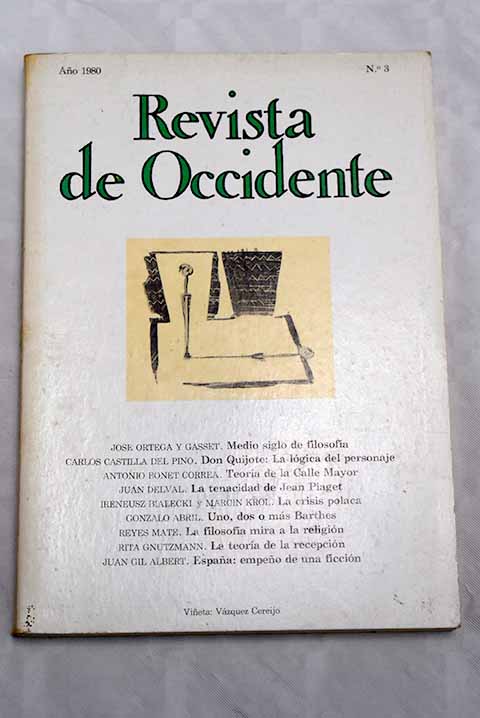 Año 1980 N.º 3
Revista
de Occidente
JOSE ORTEGA Y GASSET. Medio siglo de filosofía
CARLOS CASTILLA DEL PINO. Don Quijote: La lógica del personaje
ANTONIO BONET CORREA. Teoría de la Calle Mayor
JUAN DELVAL. La tenacidad de Jean Piaget
IRENEUSZ BIALECKI y MARCIN KROL. La crisis polaca
GONZALO ABRIL. Uno, dos o más Barthes
REYES MATE. La filosofía mira a la religión
RITA GNUTZMANN. La teoría de la recepción
JUAN GIL ALBERT. España: empeño de una ficción
Viñeta: Vázquez Cereijo